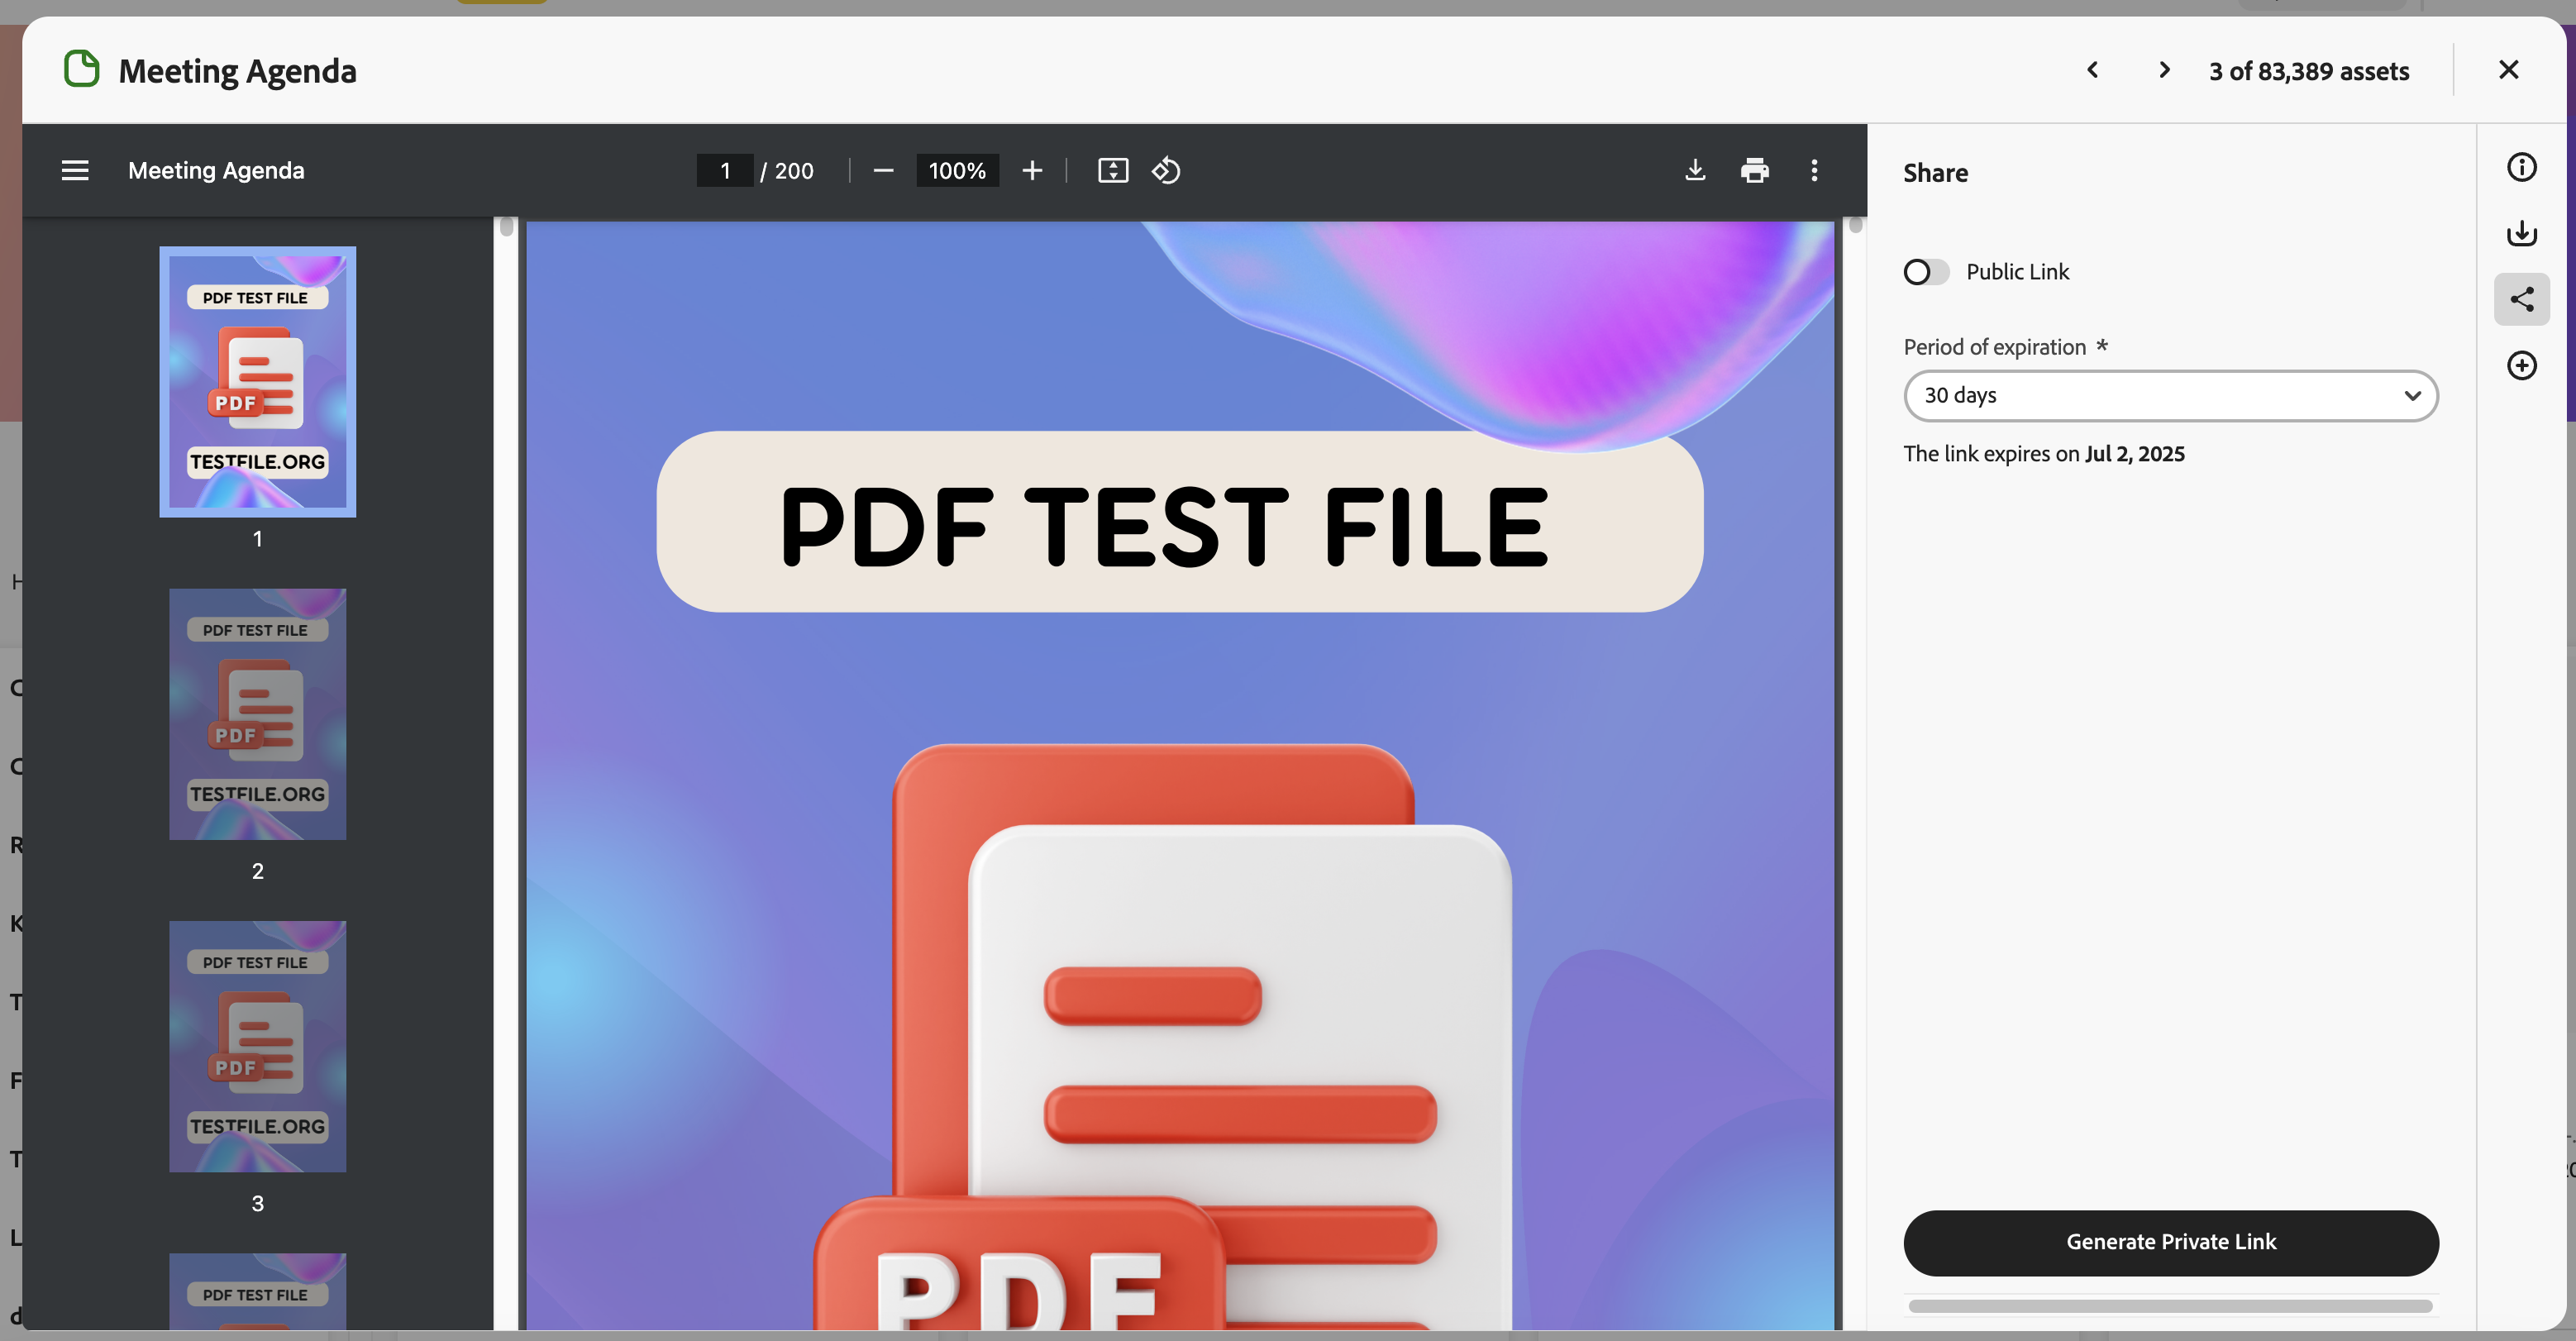 Meeting Agenda
3 of 83,389 assets
Meeting Agenda
1 / 200
100%
Share
Public Link
Period of expiration *
30 days
The link expires on Jul 2, 2025
Generate Private Link
PDF TEST FILE
PDF
TESTFILE.ORG
1
PDF TEST FILE
PDF
TESTFILE.ORG
2
PDF TEST FILE
PDF
TESTFILE.ORG
3
PDF TEST FILE
PDF TEST FILE
PDF